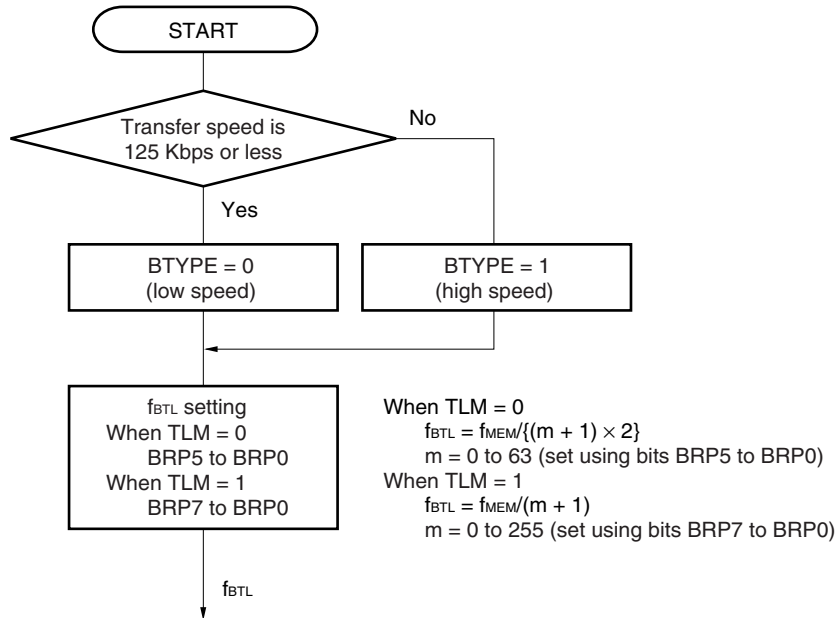 START
Transfer speed is
125 Kbps or less
No
Yes
BTYPE = 0
(low speed)
BTYPE = 1
(high speed)
fBTL setting
When TLM = 0
BRP5 to BRP0
When TLM = 1
BRP7 to BRP0
When TLM = 0
fBTL = fMEM/{(m + 1) × 2}
m = 0 to 63 (set using bits BRP5 to BRP0)
When TLM = 1
fBTL = fMEM/(m + 1)
m = 0 to 255 (set using bits BRP7 to BRP0)
fBTL